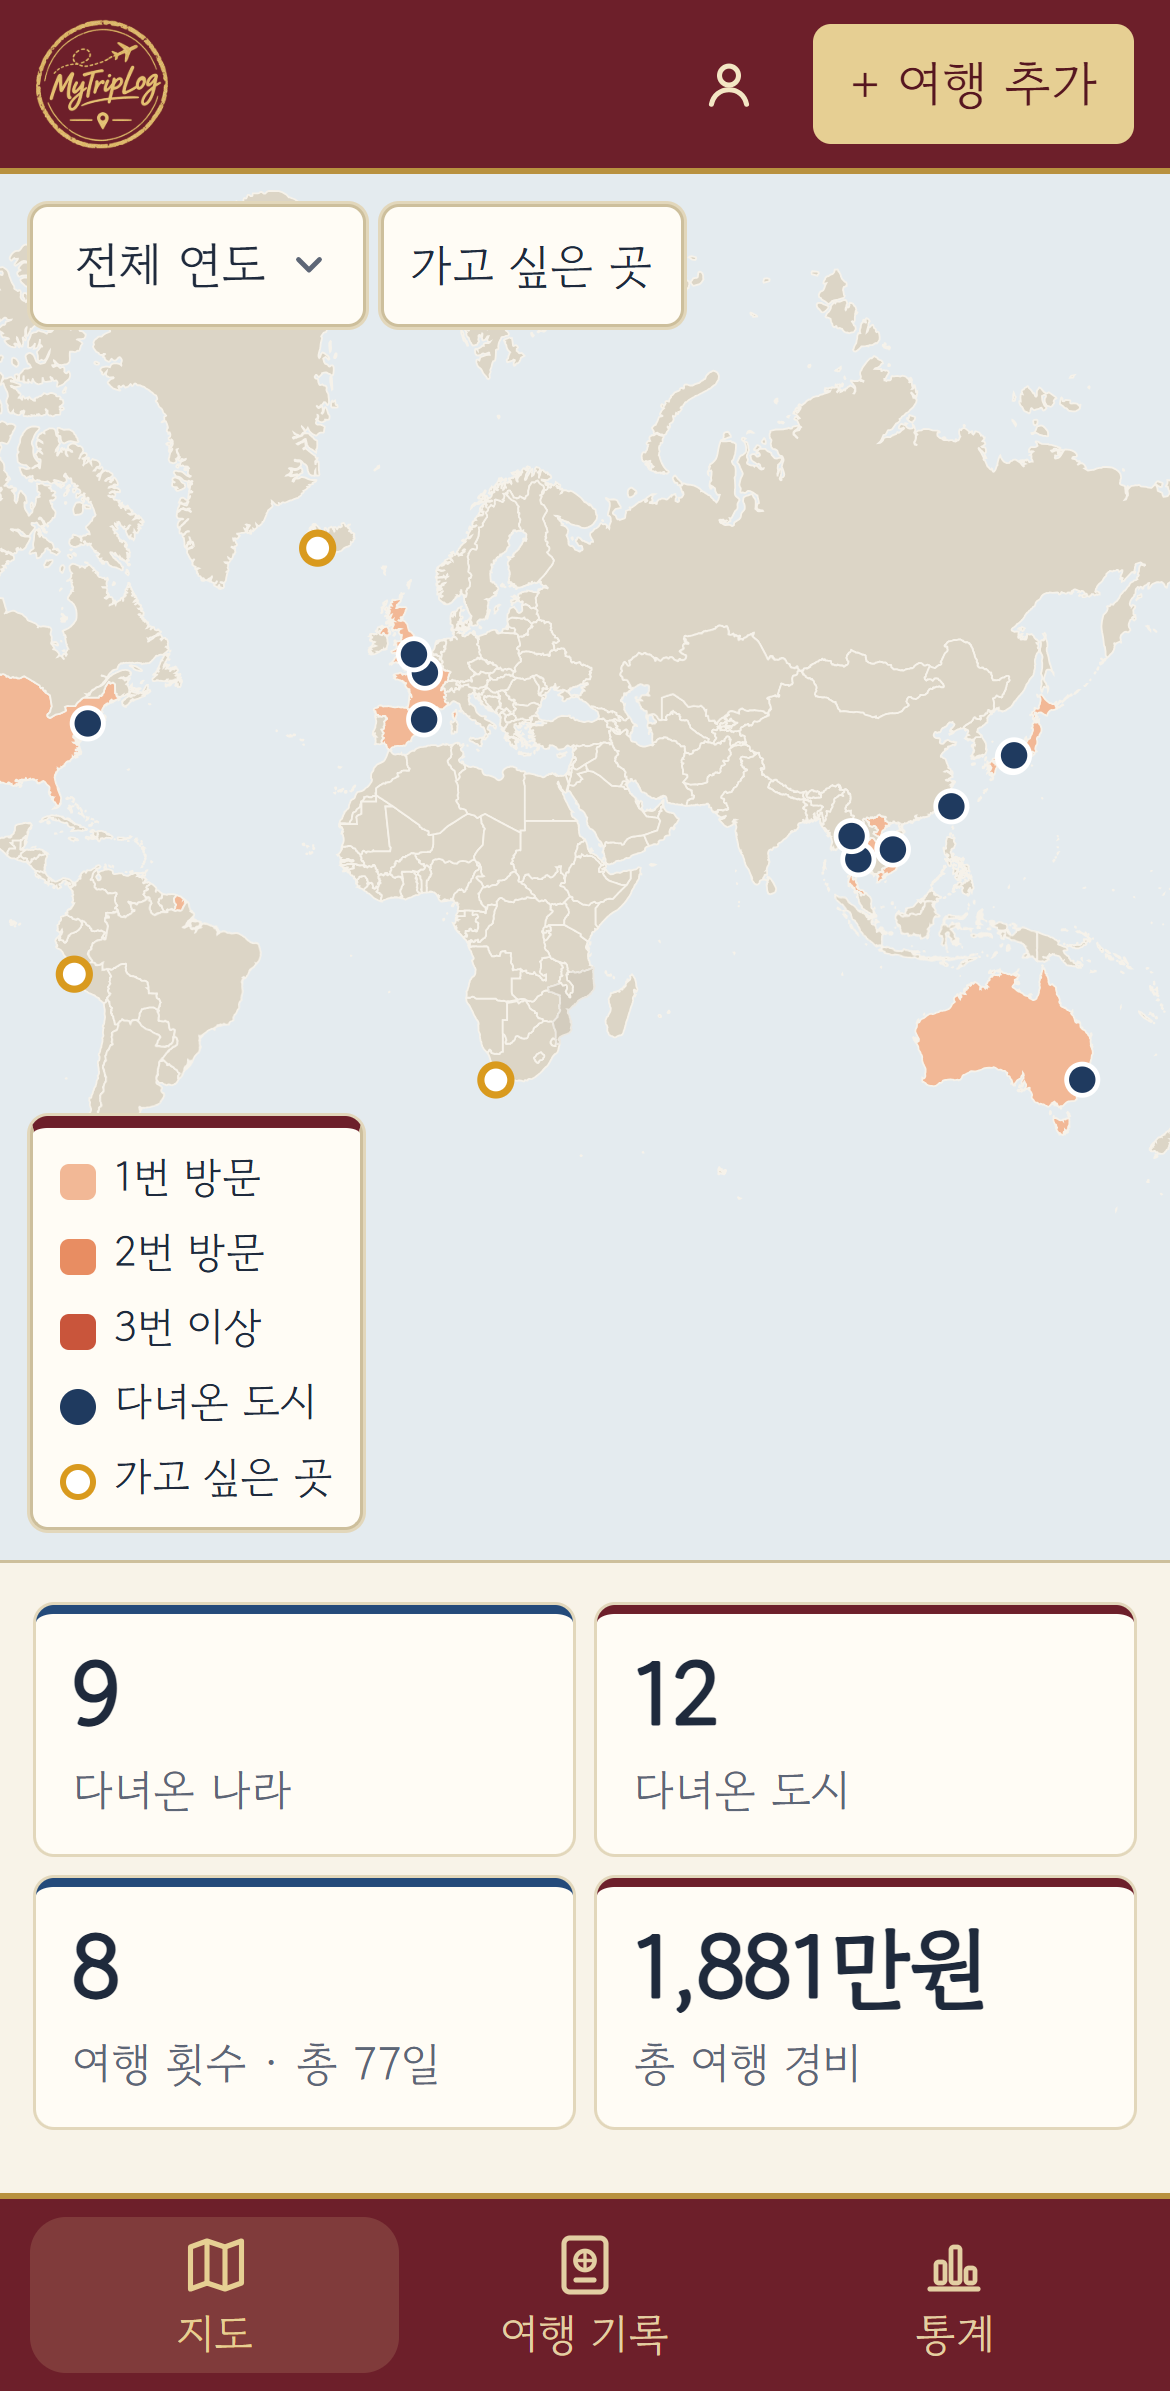 MyTripLog
+ 여행 추가
전체 연도
가고 싶은 곳
1번 방문
2번 방문
3번 이상
다녀온 도시
가고 싶은 곳
9
다녀온 나라
12
다녀온 도시
8
여행 횟수 · 총 77일
1,881만원
총 여행 경비
지도
여행 기록
통계